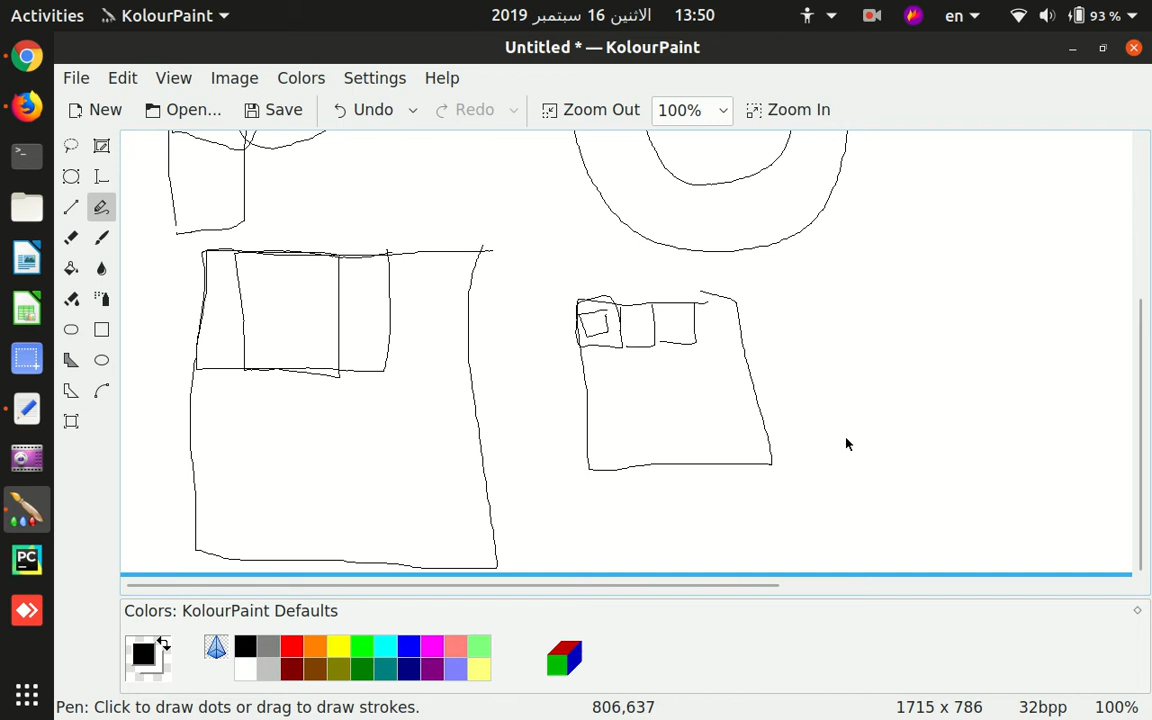 Activities KolourPaint الاثنين 16 سبتمبر 2019 13:50 en 93 %
Untitled * — KolourPaint
File Edit View Image Colors Settings Help
New Open... Save Undo Redo Zoom Out 100% Zoom In
PC
Colors: KolourPaint Defaults
Pen: Click to draw dots or drag to draw strokes. 806,637 1715 x 786 32bpp 100%